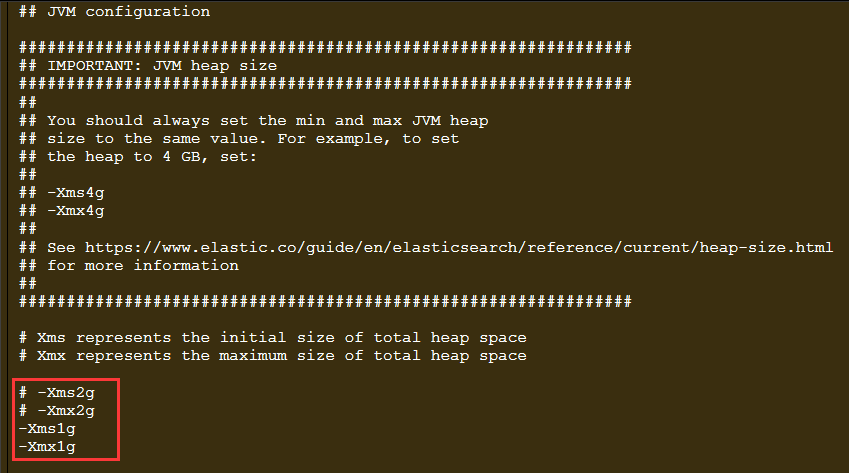 ## JVM configuration
################################################################
## IMPORTANT: JVM heap size
################################################################
##
## You should always set the min and max JVM heap
## size to the same value. For example, to set
## the heap to 4 GB, set:
##
## -Xms4g
## -Xmx4g
##
## See https://www.elastic.co/guide/en/elasticsearch/reference/current/heap-size.html
## for more information
##
################################################################
# Xms represents the initial size of total heap space
# Xmx represents the maximum size of total heap space
# -Xms2g
# -Xmx2g
-Xms1g
-Xmx1g